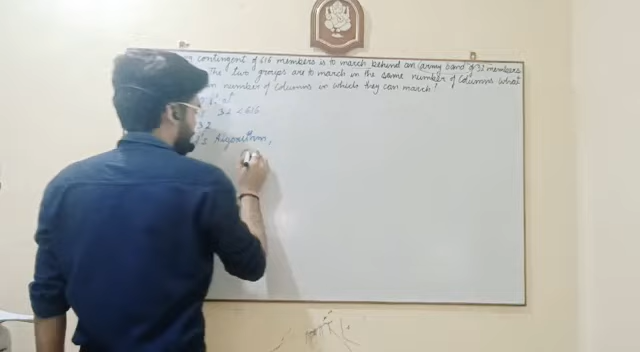 contingent of 616 members is to march behind an army band of 32 members
The two groups are to march in the same number of columns what
number of columns in which they can march?
32 < 616
32
Algorithm,